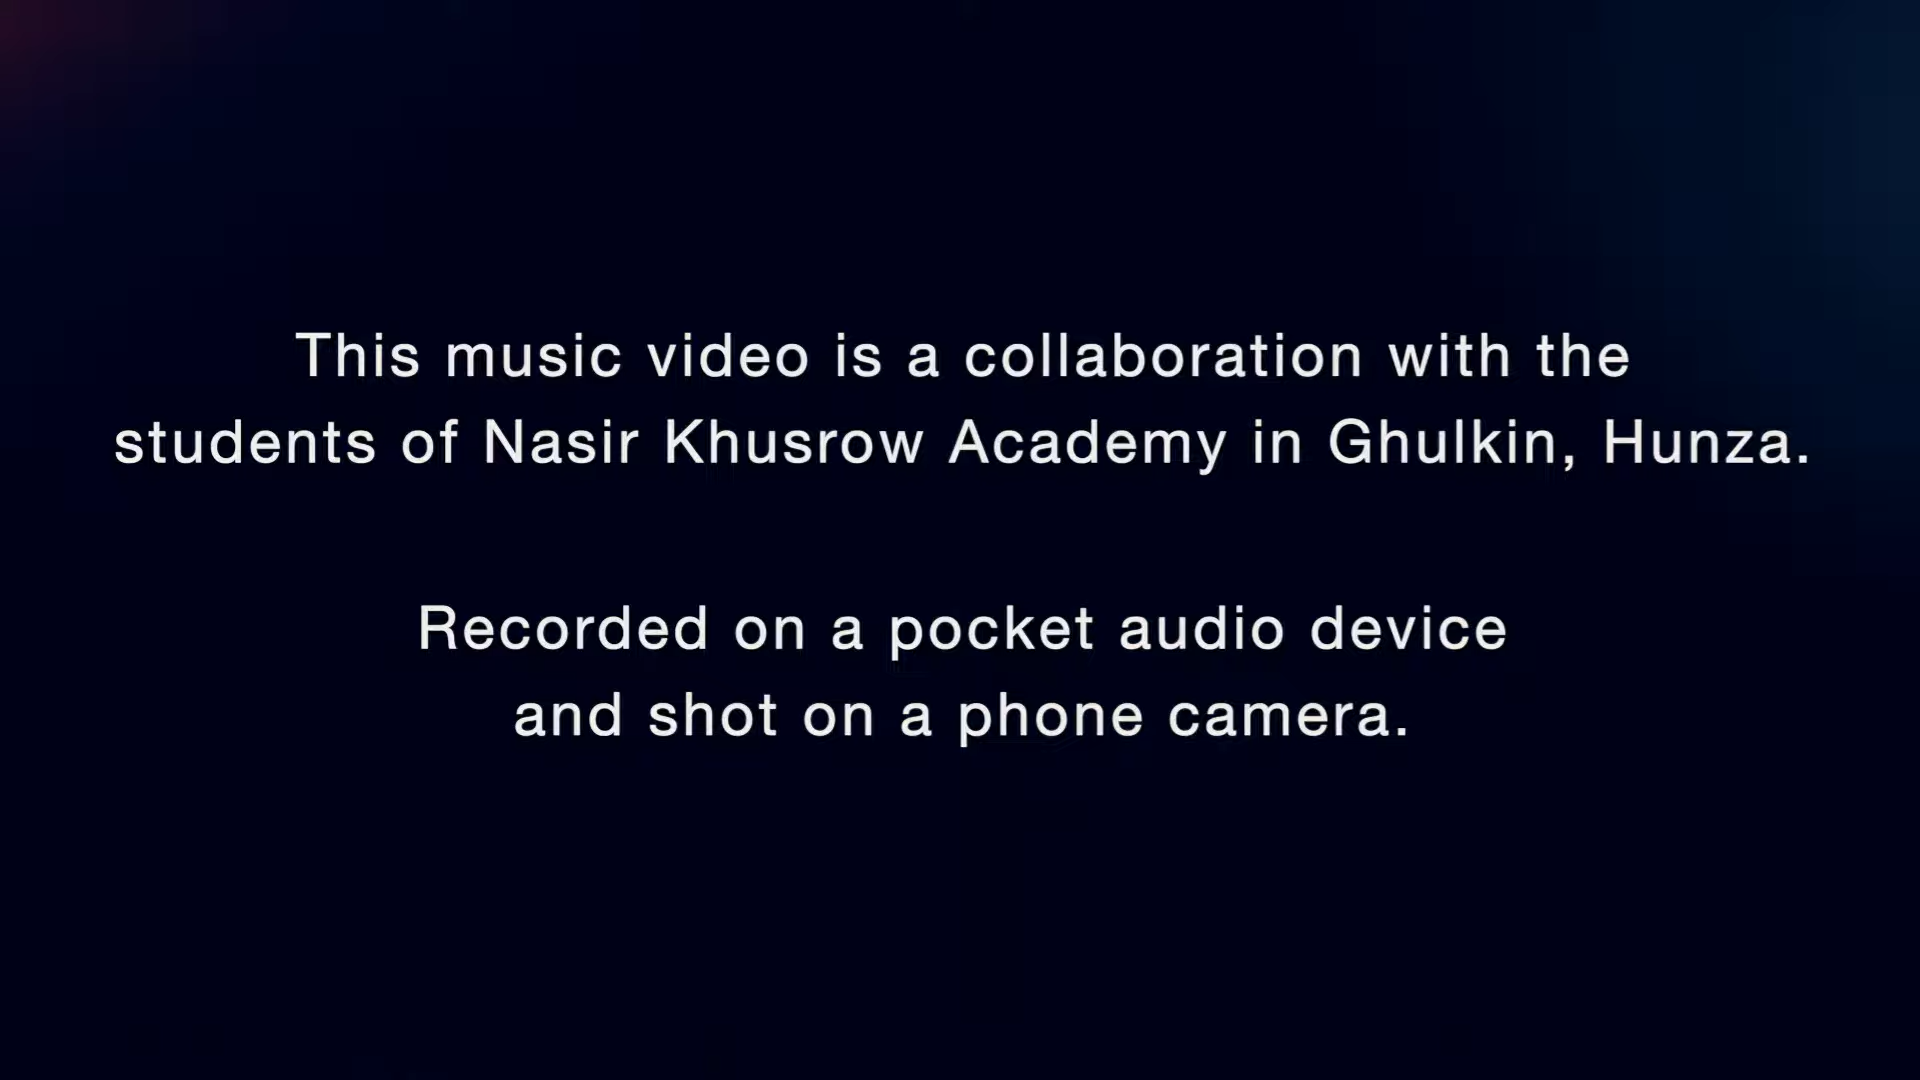 This music video is a collaboration with the
students of Nasir Khusrow Academy in Ghulkin, Hunza.
Recorded on a pocket audio device
and shot on a phone camera.